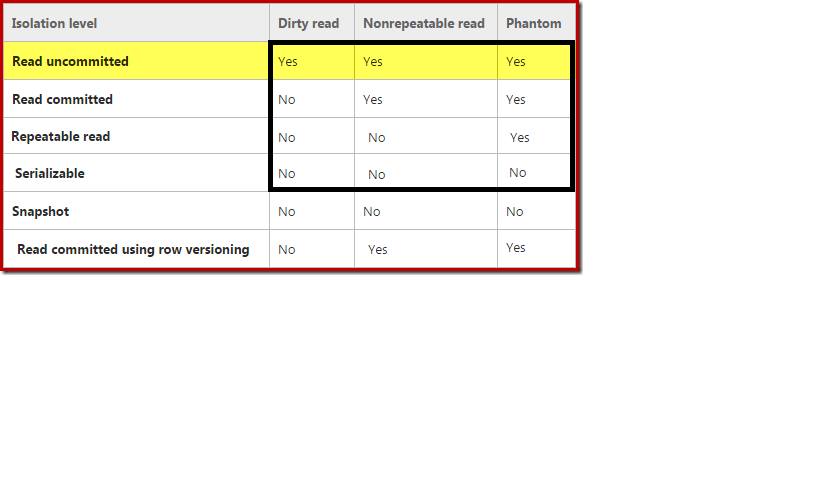 Isolation level Dirty read Nonrepeatable read Phantom
Read uncommitted Yes Yes Yes
Read committed No Yes Yes
Repeatable read No No Yes
Serializable No No No
Snapshot No No No
Read committed using row versioning No Yes Yes